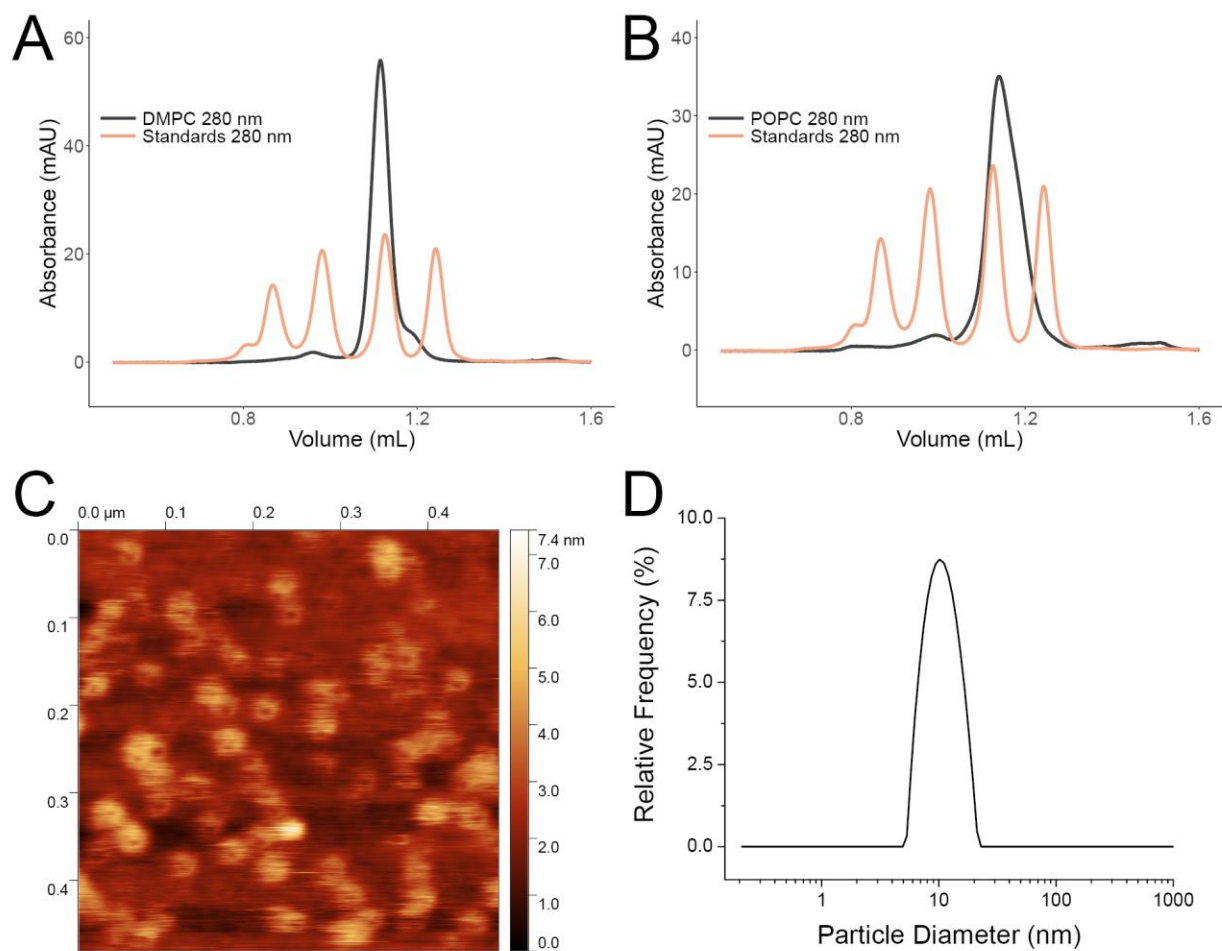 A
60
40
20
0
Absorbance (mAU)
DMPC 280 nm
Standards 280 nm
0.8 1.2 1.6
Volume (mL)
B
40
30
20
10
0
Absorbance (mAU)
POPC 280 nm
Standards 280 nm
0.8 1.2 1.6
Volume (mL)
C
0.0 µm 0.1 0.2 0.3 0.4
0.0
0.1
0.2
0.3
0.4
7.4 nm
7.0
6.0
5.0
4.0
3.0
2.0
1.0
0.0
D
10.0
7.5
5.0
2.5
0.0
Relative Frequency (%)
1 10 100 1000
Particle Diameter (nm)